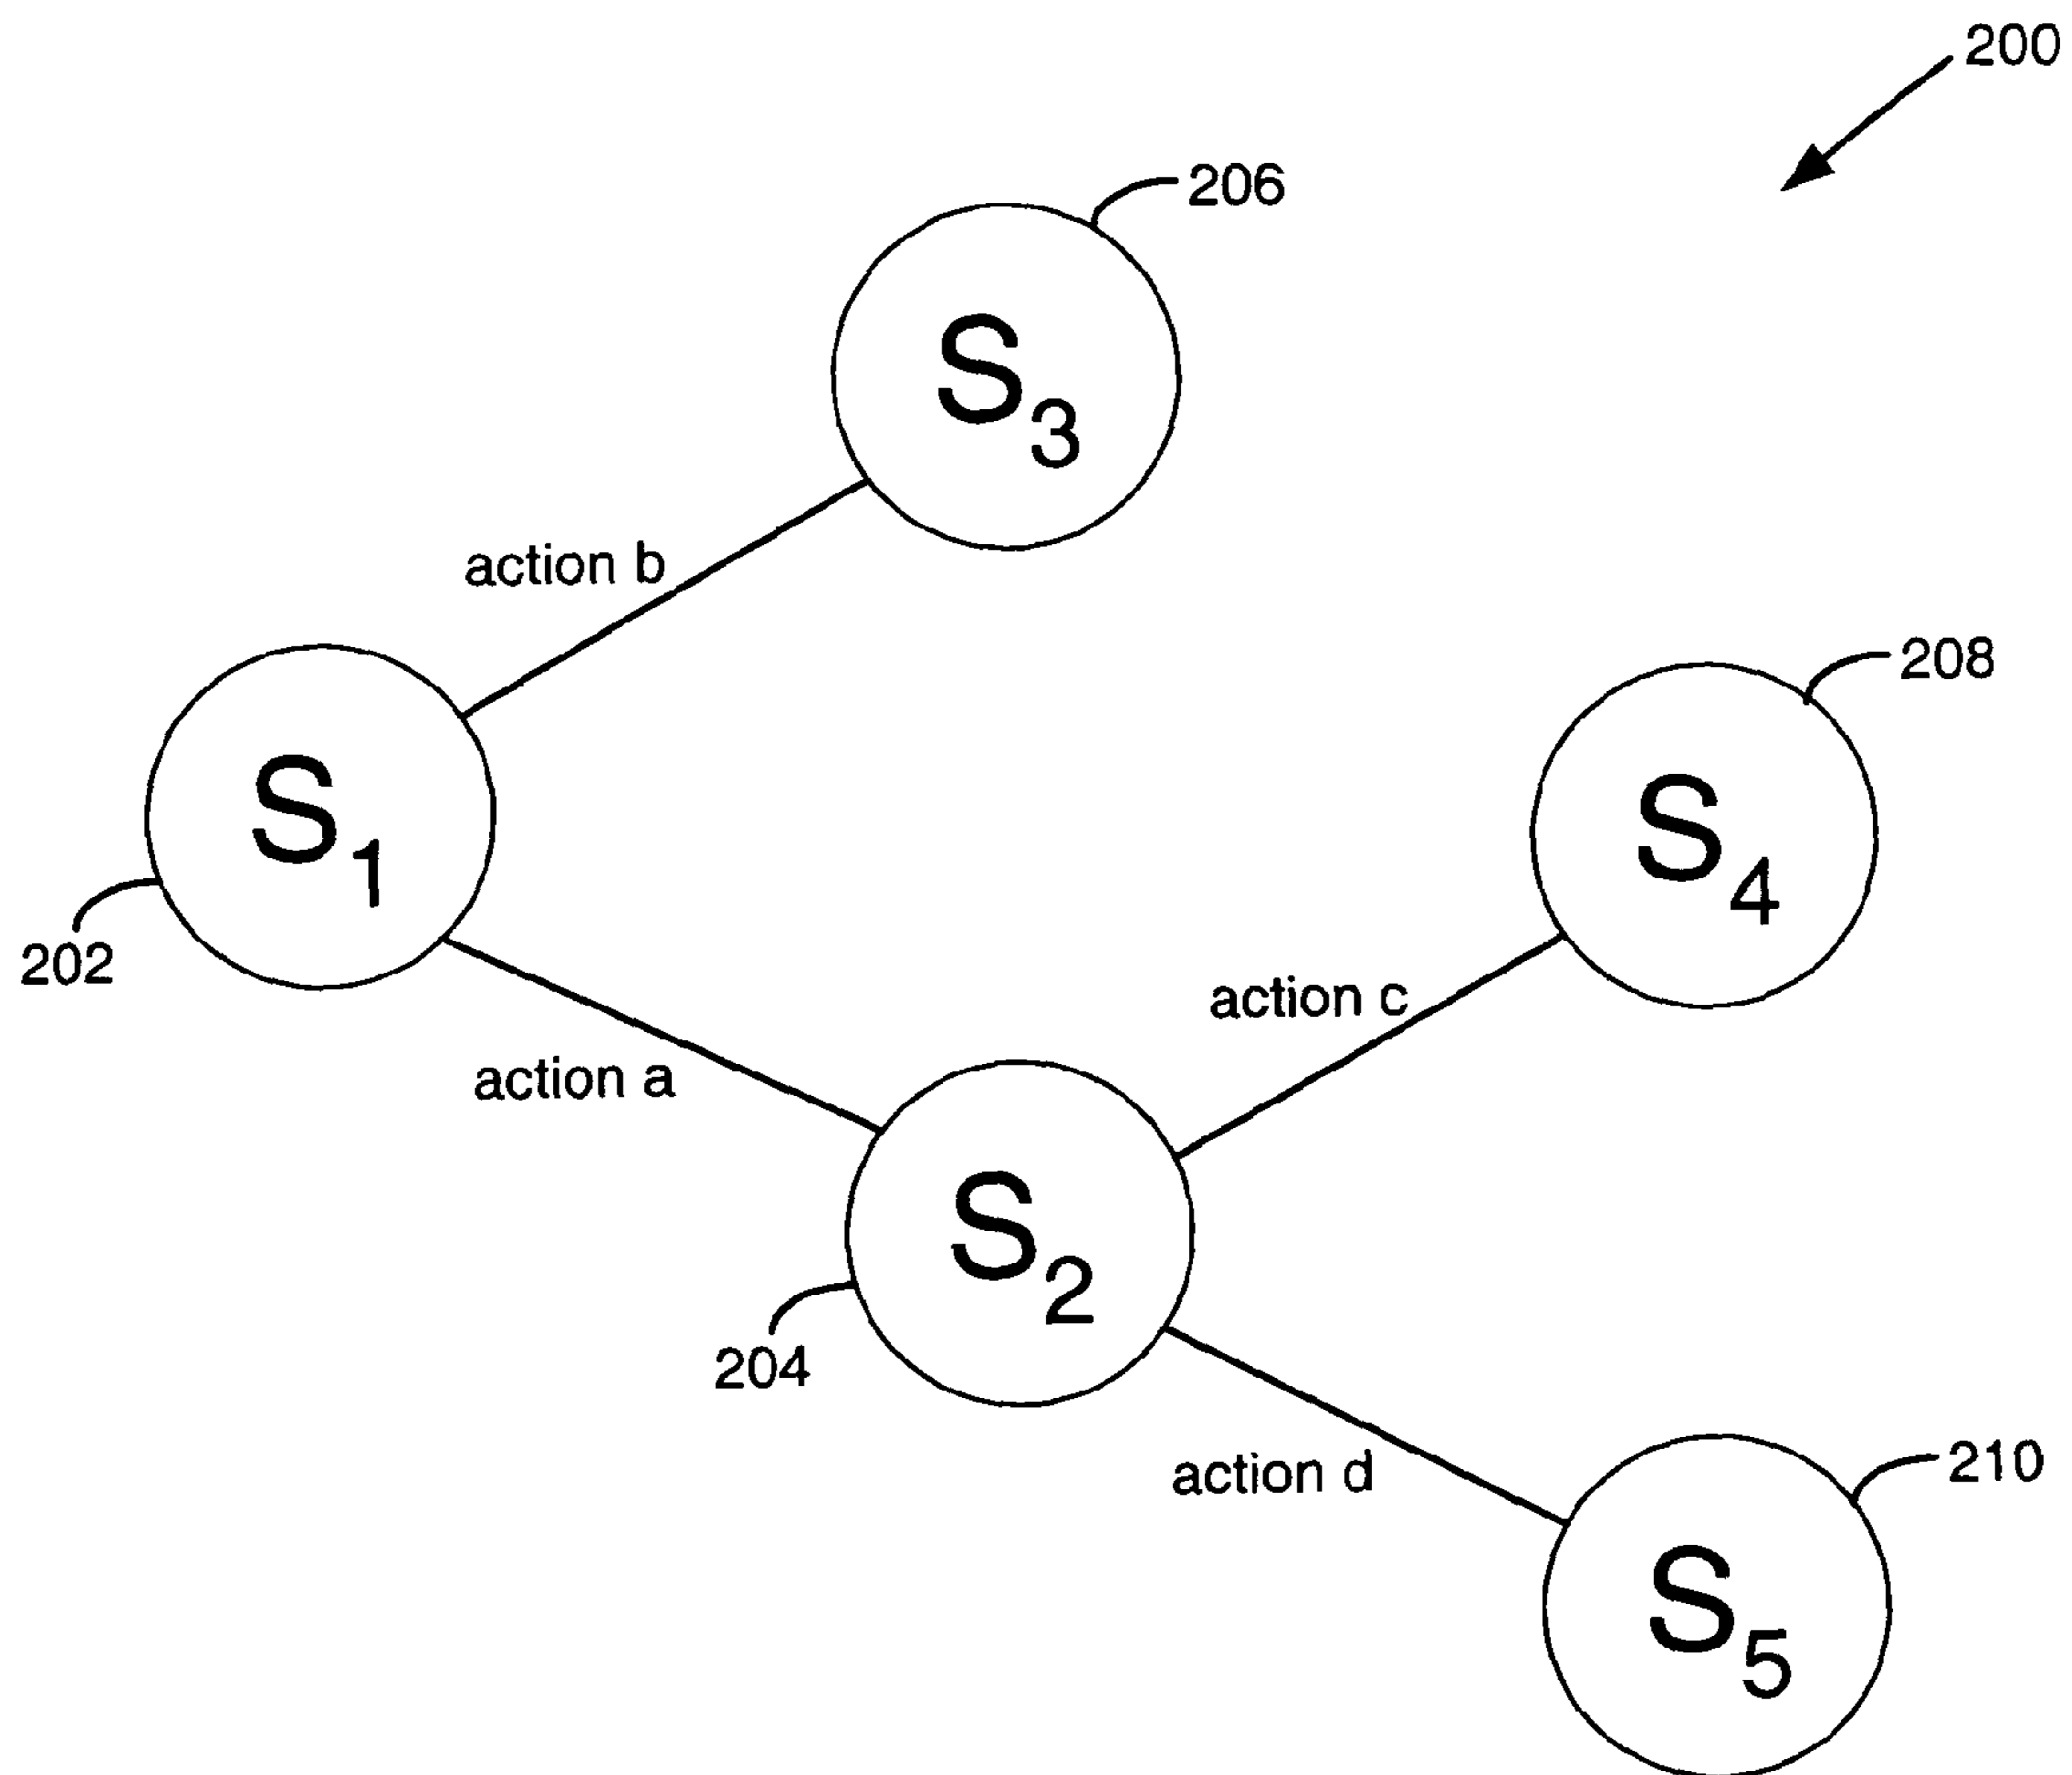 200
206
S3
action b
208
S1
S4
202
action c
action a
S2
204
210
action d
S5